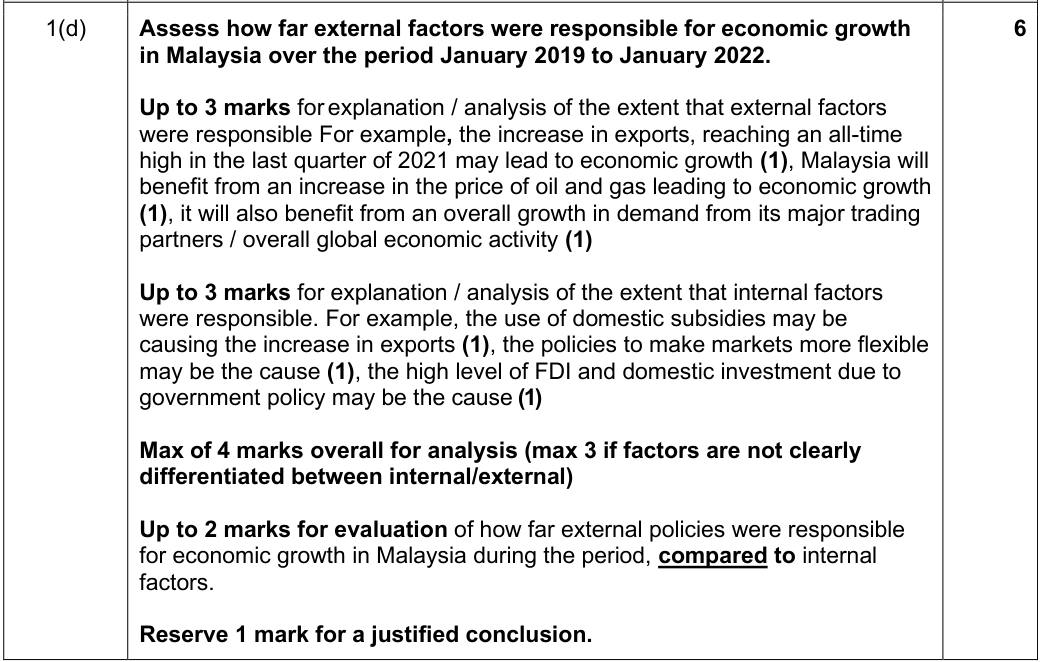 1(d)
Assess how far external factors were responsible for economic growth
in Malaysia over the period January 2019 to January 2022.
6
Up to 3 marks for explanation / analysis of the extent that external factors
were responsible For example, the increase in exports, reaching an all-time
high in the last quarter of 2021 may lead to economic growth (1), Malaysia will
benefit from an increase in the price of oil and gas leading to economic growth
(1), it will also benefit from an overall growth in demand from its major trading
partners / overall global economic activity (1)
Up to 3 marks for explanation / analysis of the extent that internal factors
were responsible. For example, the use of domestic subsidies may be
causing the increase in exports (1), the policies to make markets more flexible
may be the cause (1), the high level of FDI and domestic investment due to
government policy may be the cause (1)
Max of 4 marks overall for analysis (max 3 if factors are not clearly
differentiated between internal/external)
Up to 2 marks for evaluation of how far external policies were responsible
for economic growth in Malaysia during the period, compared to internal
factors.
Reserve 1 mark for a justified conclusion.